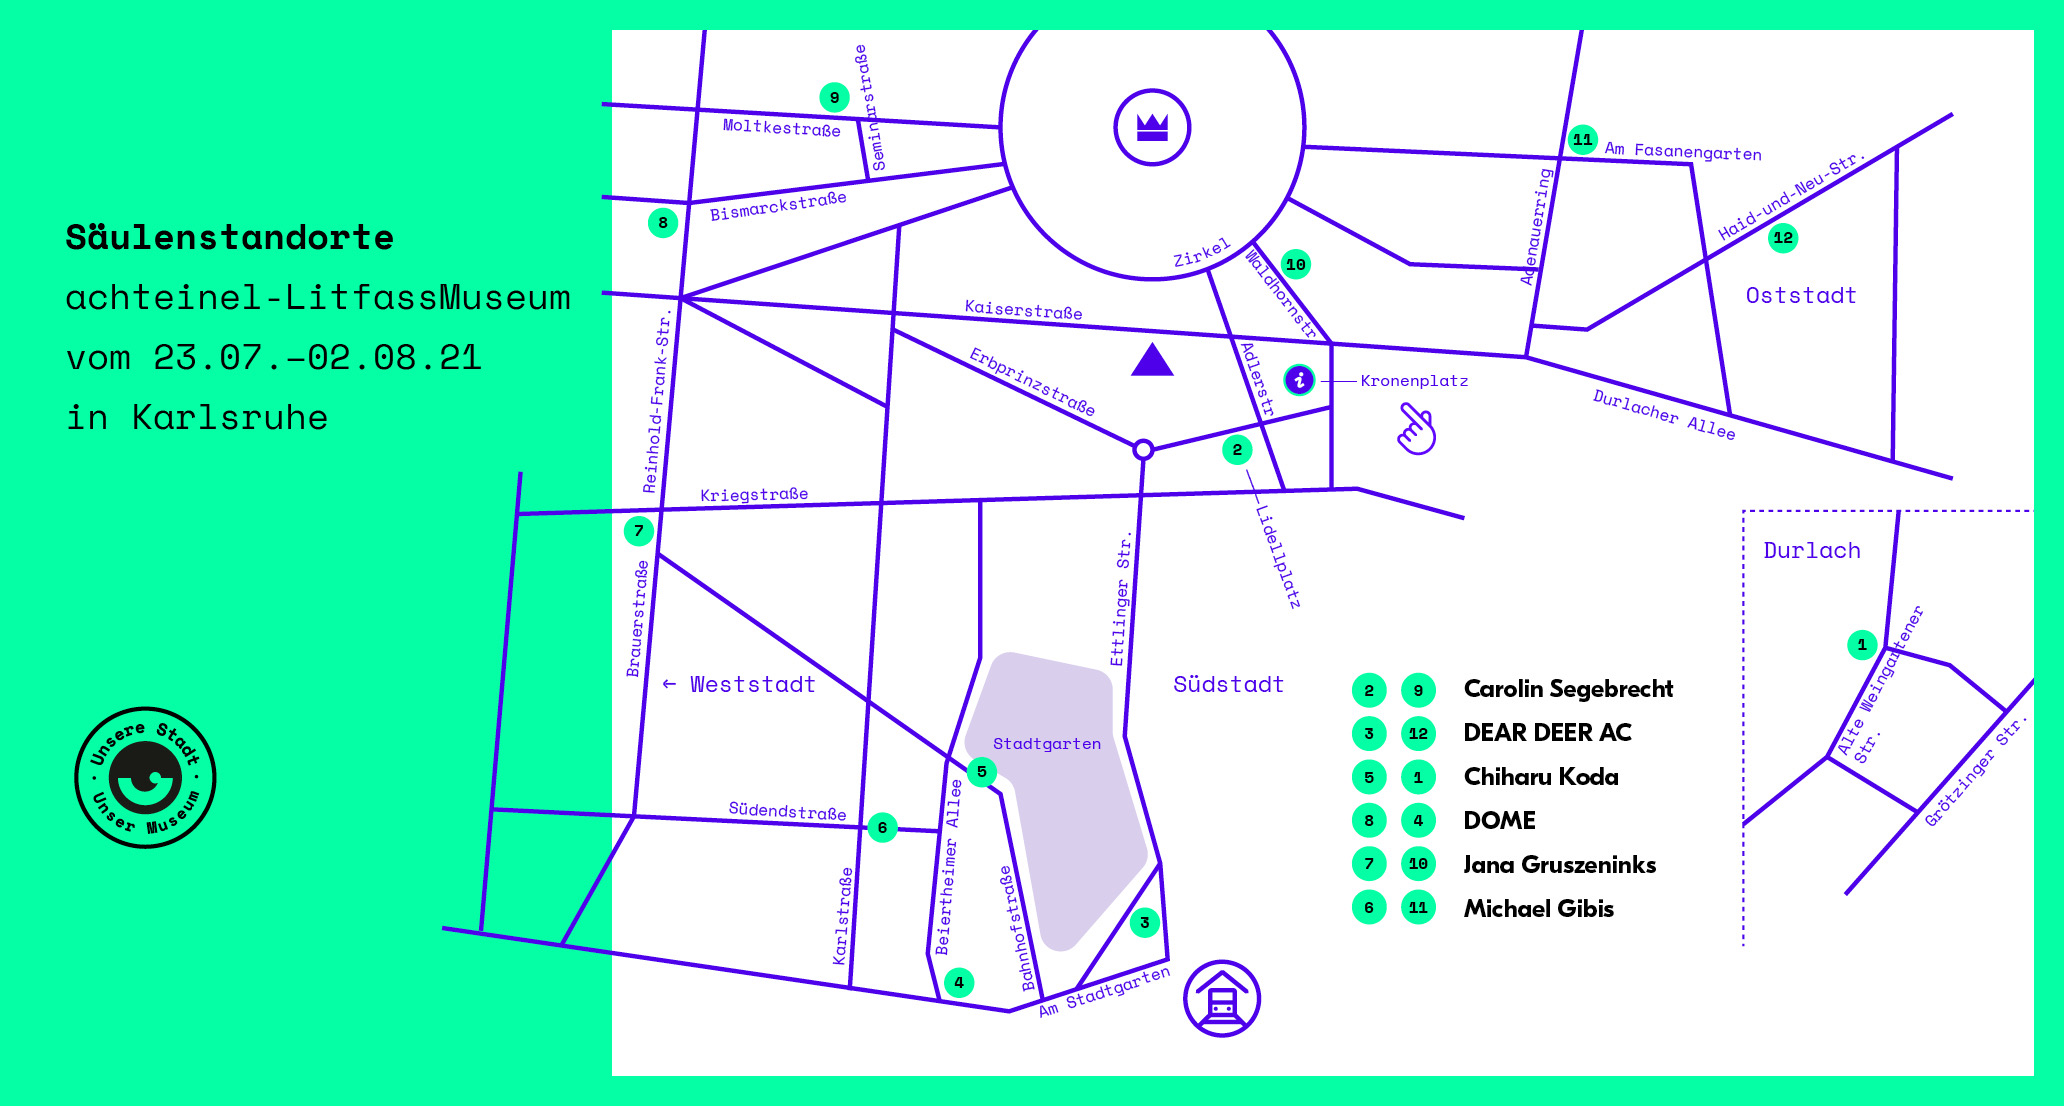 Säulenstandorte
achteinel-LitfassMuseum
vom 23.07.–02.08.21
in Karlsruhe
· Unsere Stadt ·
Unser Museum
9
Seminarstraße
Moltkestraße
8
Bismarckstraße
Zirkel
Waldhornstr.
10
11
Am Fasanengarten
Adenauerring
Haid-und-Neu-Str.
12
Oststadt
Kaiserstraße
Reinhold-Frank-Str.
Erbprinzstraße
Adlerstr.
i
Kronenplatz
Durlacher Allee
2
Lidellplatz
Kriegstraße
7
Brauerstraße
← Weststadt
Ettlinger Str.
Südstadt
Stadtgarten
5
Südendstraße
6
Karlstraße
Beiertheimer Allee
Bahnhofstraße
4
3
Am Stadtgarten
Durlach
1
Alte Weingartener
Str.
Grötzinger Str.
2 9 Carolin Segebrecht
3 12 DEAR DEER AC
5 1 Chiharu Koda
8 4 DOME
7 10 Jana Gruszeninks
6 11 Michael Gibis